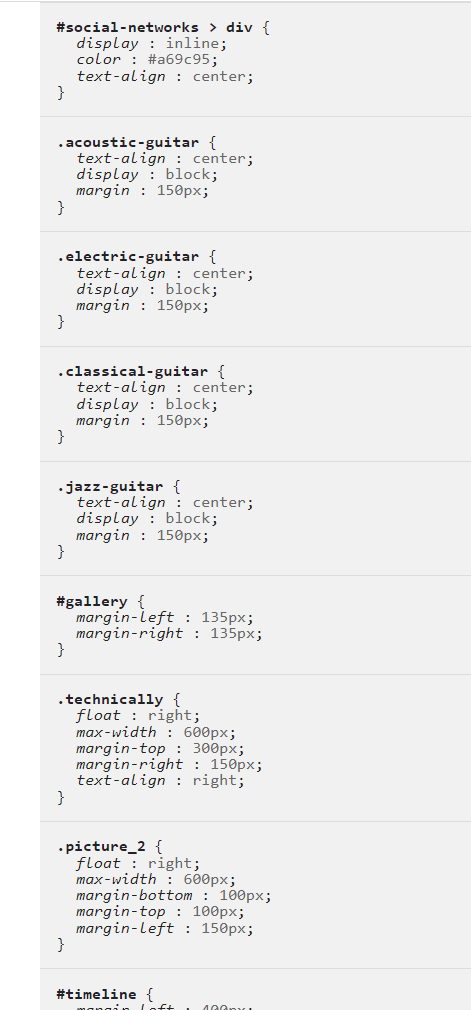 #social-networks > div {
display : inline;
color : #a69c95;
text-align : center;
}
.acoustic-guitar {
text-align : center;
display : block;
margin : 150px;
}
.electric-guitar {
text-align : center;
display : block;
margin : 150px;
}
.classical-guitar {
text-align : center;
display : block;
margin : 150px;
}
.jazz-guitar {
text-align : center;
display : block;
margin : 150px;
}
#gallery {
margin-left : 135px;
margin-right : 135px;
}
.technically {
float : right;
max-width : 600px;
margin-top : 300px;
margin-right : 150px;
text-align : right;
}
.picture_2 {
float : right;
max-width : 600px;
margin-bottom : 100px;
margin-top : 100px;
margin-left : 150px;
}
#timeline {
margin-left : 400px;